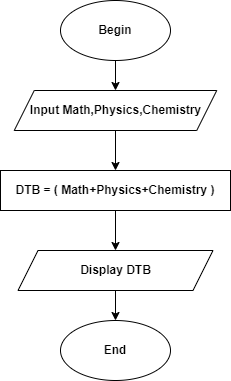 Begin
Input Math,Physics,Chemistry
DTB = ( Math+Physics+Chemistry )
Display DTB
End